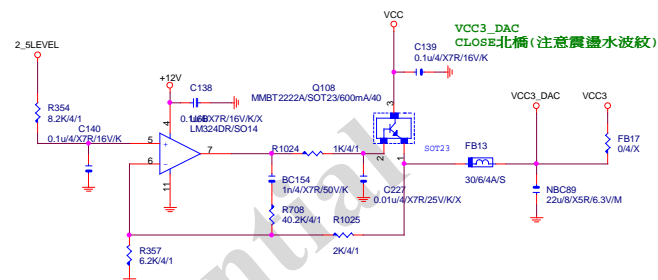 VCC
VCC3_DAC
CLOSE北橋(注意震盪水波紋)
2_5LEVEL
C139
0.1u/4/X7R/16V/K
+12V
C138
0.1u/4/X7R/16V/K/X
Q108
MMBT2222A/SOT23/600mA/40
VCC3_DAC
VCC3
R354
8.2K/4/1
C140
0.1u/4/X7R/16V/K
LM324DR/SO14
3
4
5
+
6
-
7
11
R1024
1K/4/1
2
1
SOT23
FB13
30/6/4A/S
FB17
0/4/X
BC154
1n/4/X7R/50V/K
C227
0.01u/4/X7R/25V/K/X
NBC89
22u/8/X5R/6.3V/M
R708
40.2K/4/1
R1025
2K/4/1
R357
6.2K/4/1